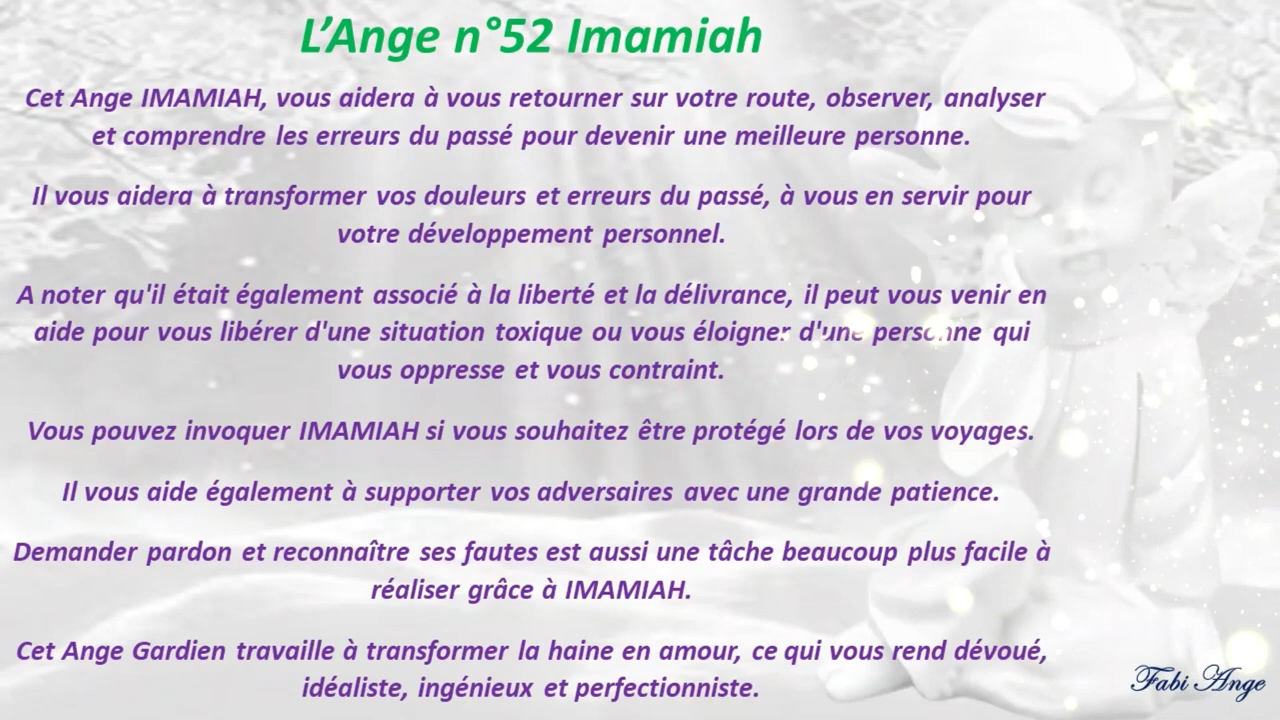 L’Ange n°52 Imamiah
Cet Ange IMAMIAH, vous aidera à vous retourner sur votre route, observer, analyser
et comprendre les erreurs du passé pour devenir une meilleure personne.
Il vous aidera à transformer vos douleurs et erreurs du passé, à vous en servir pour
votre développement personnel.
A noter qu'il était également associé à la liberté et la délivrance, il peut vous venir en
aide pour vous libérer d'une situation toxique ou vous éloigner d'une personne qui
vous oppresse et vous contraint.
Vous pouvez invoquer IMAMIAH si vous souhaitez être protégé lors de vos voyages.
Il vous aide également à supporter vos adversaires avec une grande patience.
Demander pardon et reconnaître ses fautes est aussi une tâche beaucoup plus facile à
réaliser grâce à IMAMIAH.
Cet Ange Gardien travaille à transformer la haine en amour, ce qui vous rend dévoué,
idéaliste, ingénieux et perfectionniste.
Fabi Ange